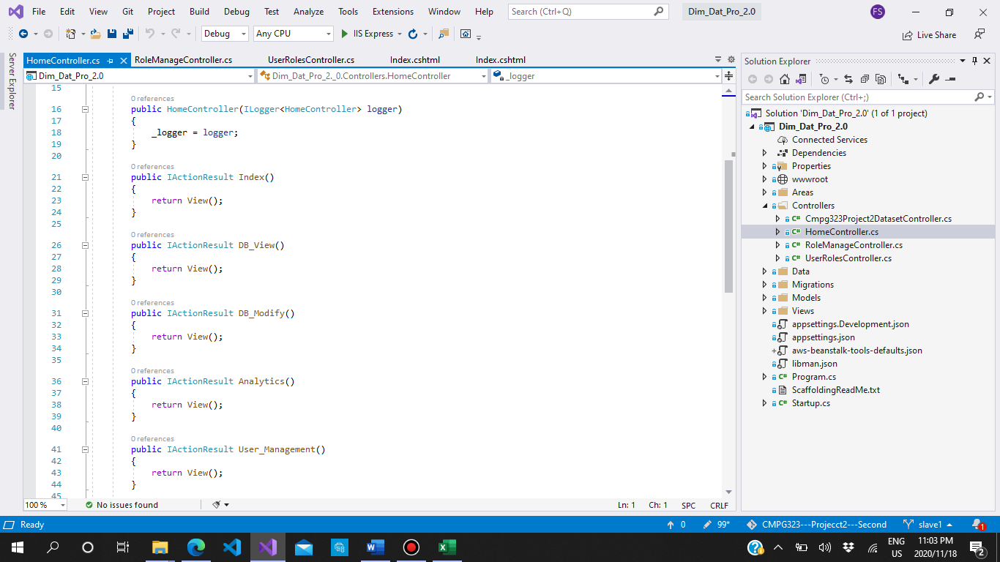 File Edit View Git Project Build Debug Test Analyze Tools Extensions Window Help Search (Ctrl+Q) Dim_Dat_Pro_2.0 FS
Debug Any CPU IIS Express Live Share
Server Explorer
HomeController.cs RoleManageController.cs UserRolesController.cs Index.cshtml Index.cshtml
Dim_Dat_Pro_2.0 Dim_Dat_Pro_2._0.Controllers.HomeController _logger
15
0 references
16 public HomeController(ILogger<HomeController> logger)
17 {
18 _logger = logger;
19 }
20
0 references
21 public IActionResult Index()
22 {
23 return View();
24 }
25
0 references
26 public IActionResult DB_View()
27 {
28 return View();
29 }
30
0 references
31 public IActionResult DB_Modify()
32 {
33 return View();
34 }
35
0 references
36 public IActionResult Analytics()
37 {
38 return View();
39 }
40
0 references
41 public IActionResult User_Management()
42 {
43 return View();
44 }
45
100 % No issues found Ln: 1 Ch: 1 SPC CRLF
Solution Explorer
Search Solution Explorer (Ctrl+;)
Solution 'Dim_Dat_Pro_2.0' (1 of 1 project)
Dim_Dat_Pro_2.0
Connected Services
Dependencies
Properties
wwwroot
Areas
Controllers
C# Cmpg323Project2DatasetController.cs
C# HomeController.cs
C# RoleManageController.cs
C# UserRolesController.cs
Data
Migrations
Models
Views
appsettings.Development.json
appsettings.json
aws-beanstalk-tools-defaults.json
libman.json
C# Program.cs
ScaffoldingReadMe.txt
C# Startup.cs
Ready 0 99* CMPG323---Projecct2---Second slave1 1
ENG
US
11:03 PM
2020/11/18
2